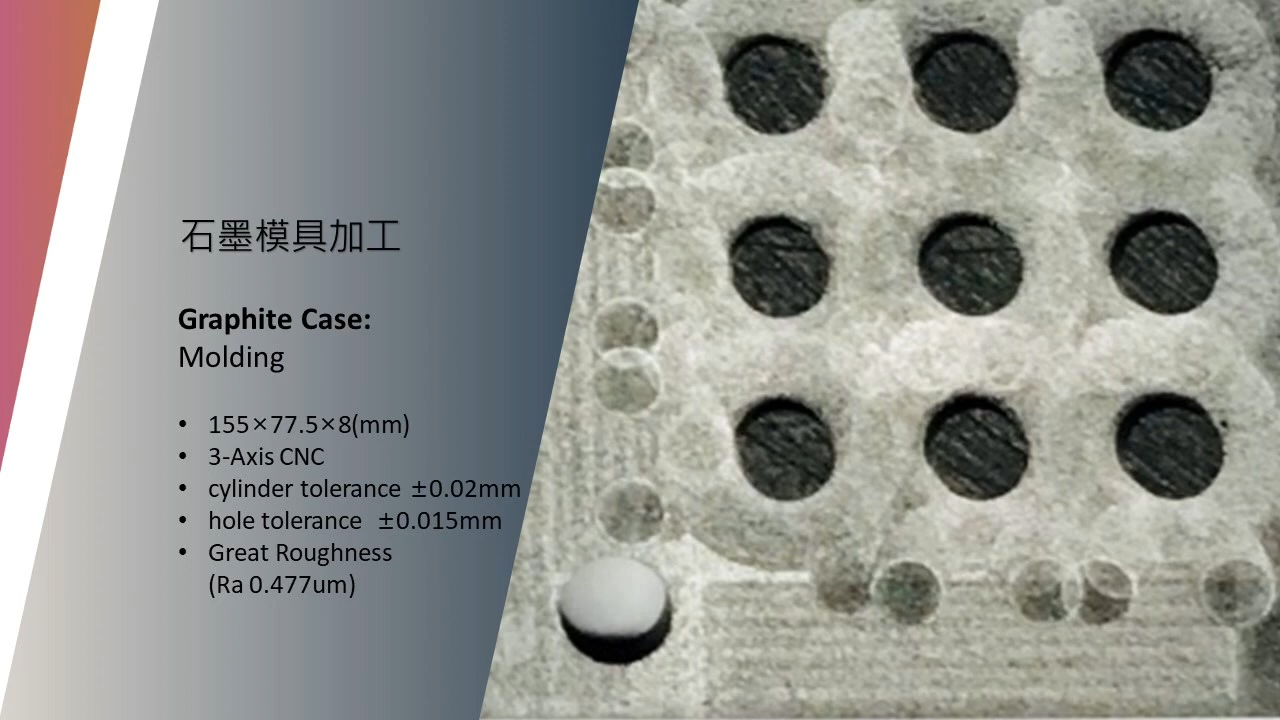 石墨模具加工
Graphite Case:
Molding
• 155×77.5×8(mm)
• 3-Axis CNC
• cylinder tolerance ±0.02mm
• hole tolerance ±0.015mm
• Great Roughness
(Ra 0.477um)